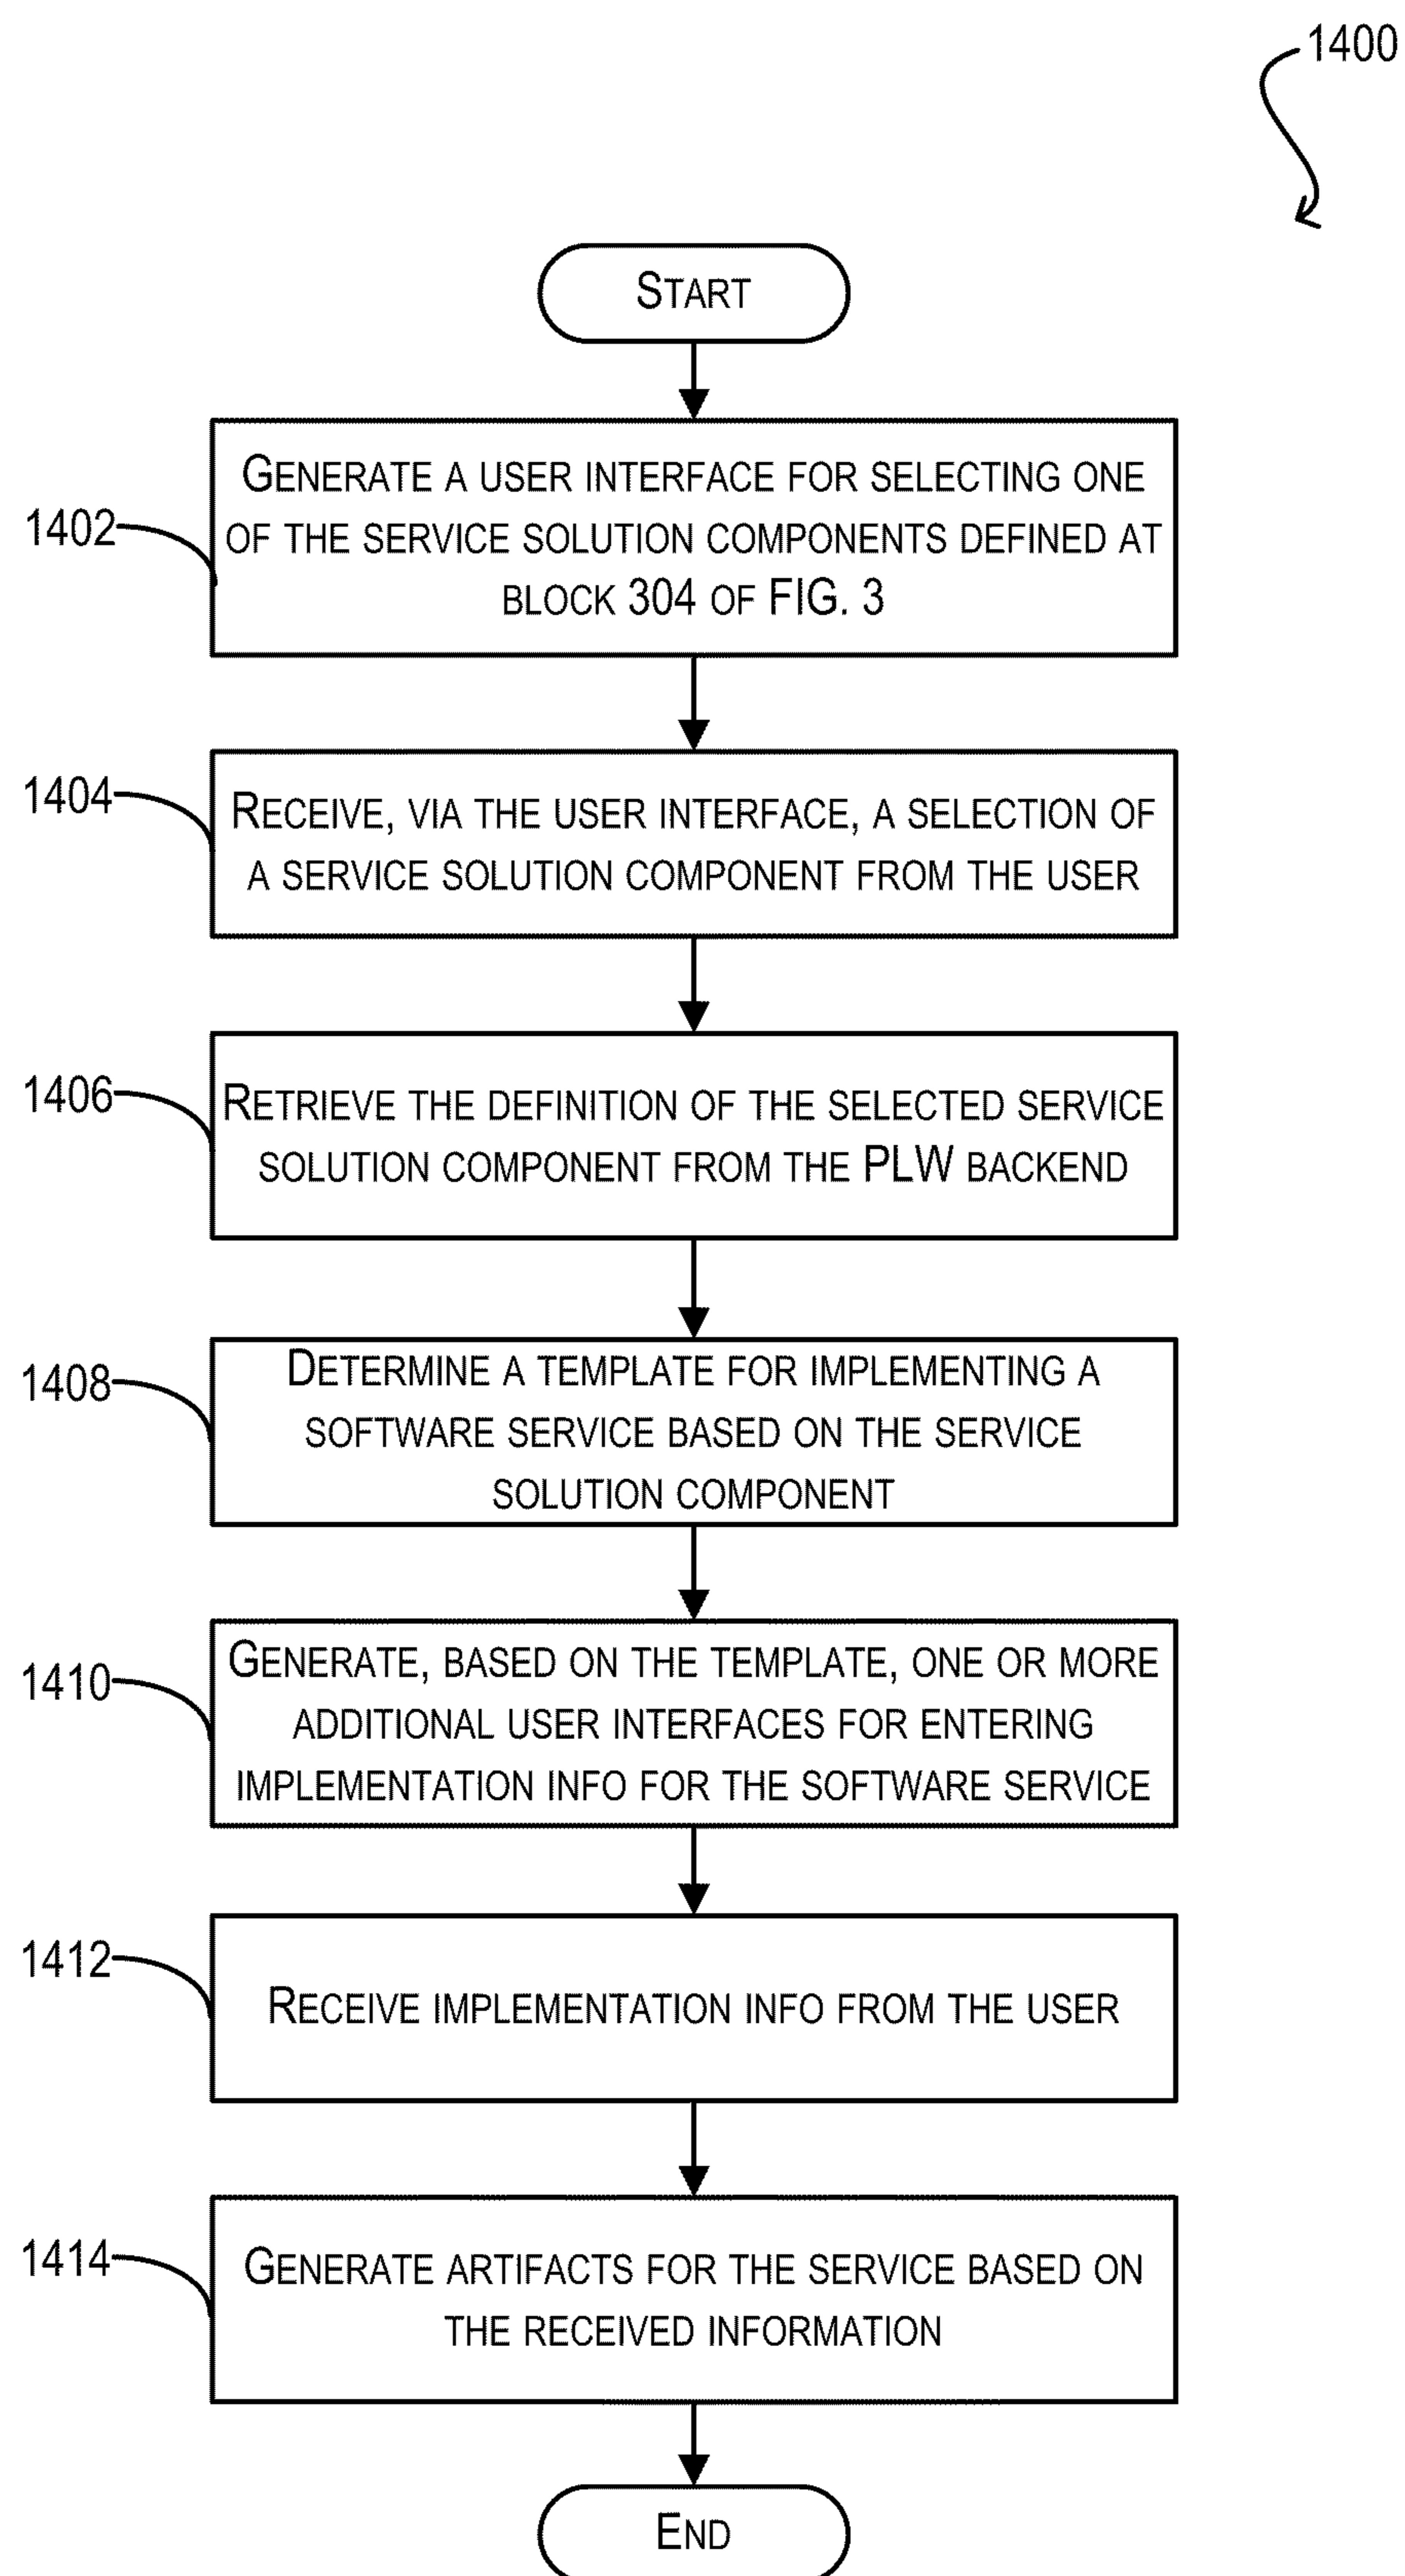 1400
START
GENERATE A USER INTERFACE FOR SELECTING ONE
OF THE SERVICE SOLUTION COMPONENTS DEFINED AT
BLOCK 304 OF FIG. 3
1402
RECEIVE, VIA THE USER INTERFACE, A SELECTION OF
A SERVICE SOLUTION COMPONENT FROM THE USER
1404
RETRIEVE THE DEFINITION OF THE SELECTED SERVICE
SOLUTION COMPONENT FROM THE PLW BACKEND
1406
DETERMINE A TEMPLATE FOR IMPLEMENTING A
SOFTWARE SERVICE BASED ON THE SERVICE
SOLUTION COMPONENT
1408
GENERATE, BASED ON THE TEMPLATE, ONE OR MORE
ADDITIONAL USER INTERFACES FOR ENTERING
IMPLEMENTATION INFO FOR THE SOFTWARE SERVICE
1410
RECEIVE IMPLEMENTATION INFO FROM THE USER
1412
GENERATE ARTIFACTS FOR THE SERVICE BASED ON
THE RECEIVED INFORMATION
1414
END